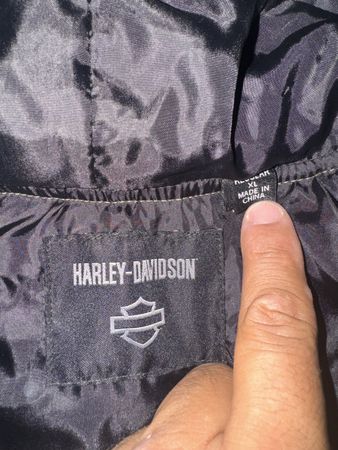 REGULAR
XL
MADE IN
CHINA
HARLEY-DAVIDSON